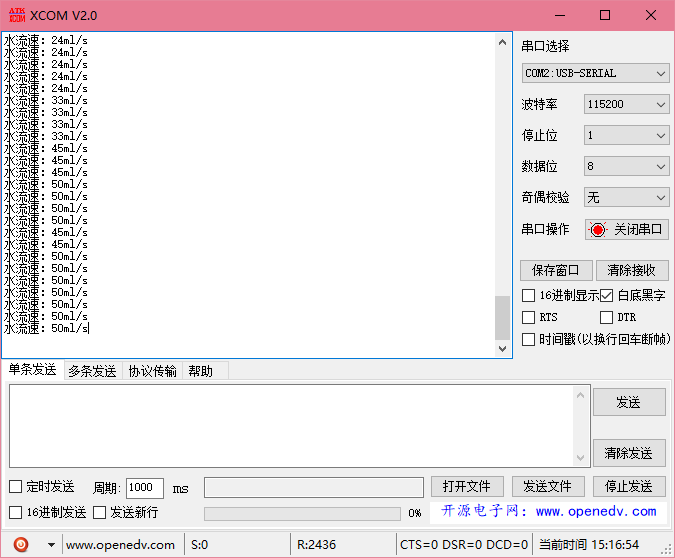 ATK XCOM XCOM V2.0
水流速: 24ml/s
水流速: 24ml/s
水流速: 24ml/s
水流速: 24ml/s
水流速: 24ml/s
水流速: 33ml/s
水流速: 33ml/s
水流速: 33ml/s
水流速: 33ml/s
水流速: 45ml/s
水流速: 45ml/s
水流速: 45ml/s
水流速: 50ml/s
水流速: 50ml/s
水流速: 50ml/s
水流速: 50ml/s
水流速: 45ml/s
水流速: 45ml/s
水流速: 50ml/s
水流速: 50ml/s
水流速: 50ml/s
水流速: 50ml/s
水流速: 50ml/s
水流速: 50ml/s
水流速: 50ml/s
串口选择
COM2:USB-SERIAL
波特率 115200
停止位 1
数据位 8
奇偶校验 无
串口操作 关闭串口
保存窗口 清除接收
16进制显示 白底黑字
RTS DTR
时间戳(以换行回车断帧)
单条发送 多条发送 协议传输 帮助
发送
清除发送
定时发送 周期: 1000 ms 打开文件 发送文件 停止发送
16进制发送 发送新行 0% 开源电子网: www.openedv.com
www.openedv.com S:0 R:2436 CTS=0 DSR=0 DCD=0 当前时间 15:16:54